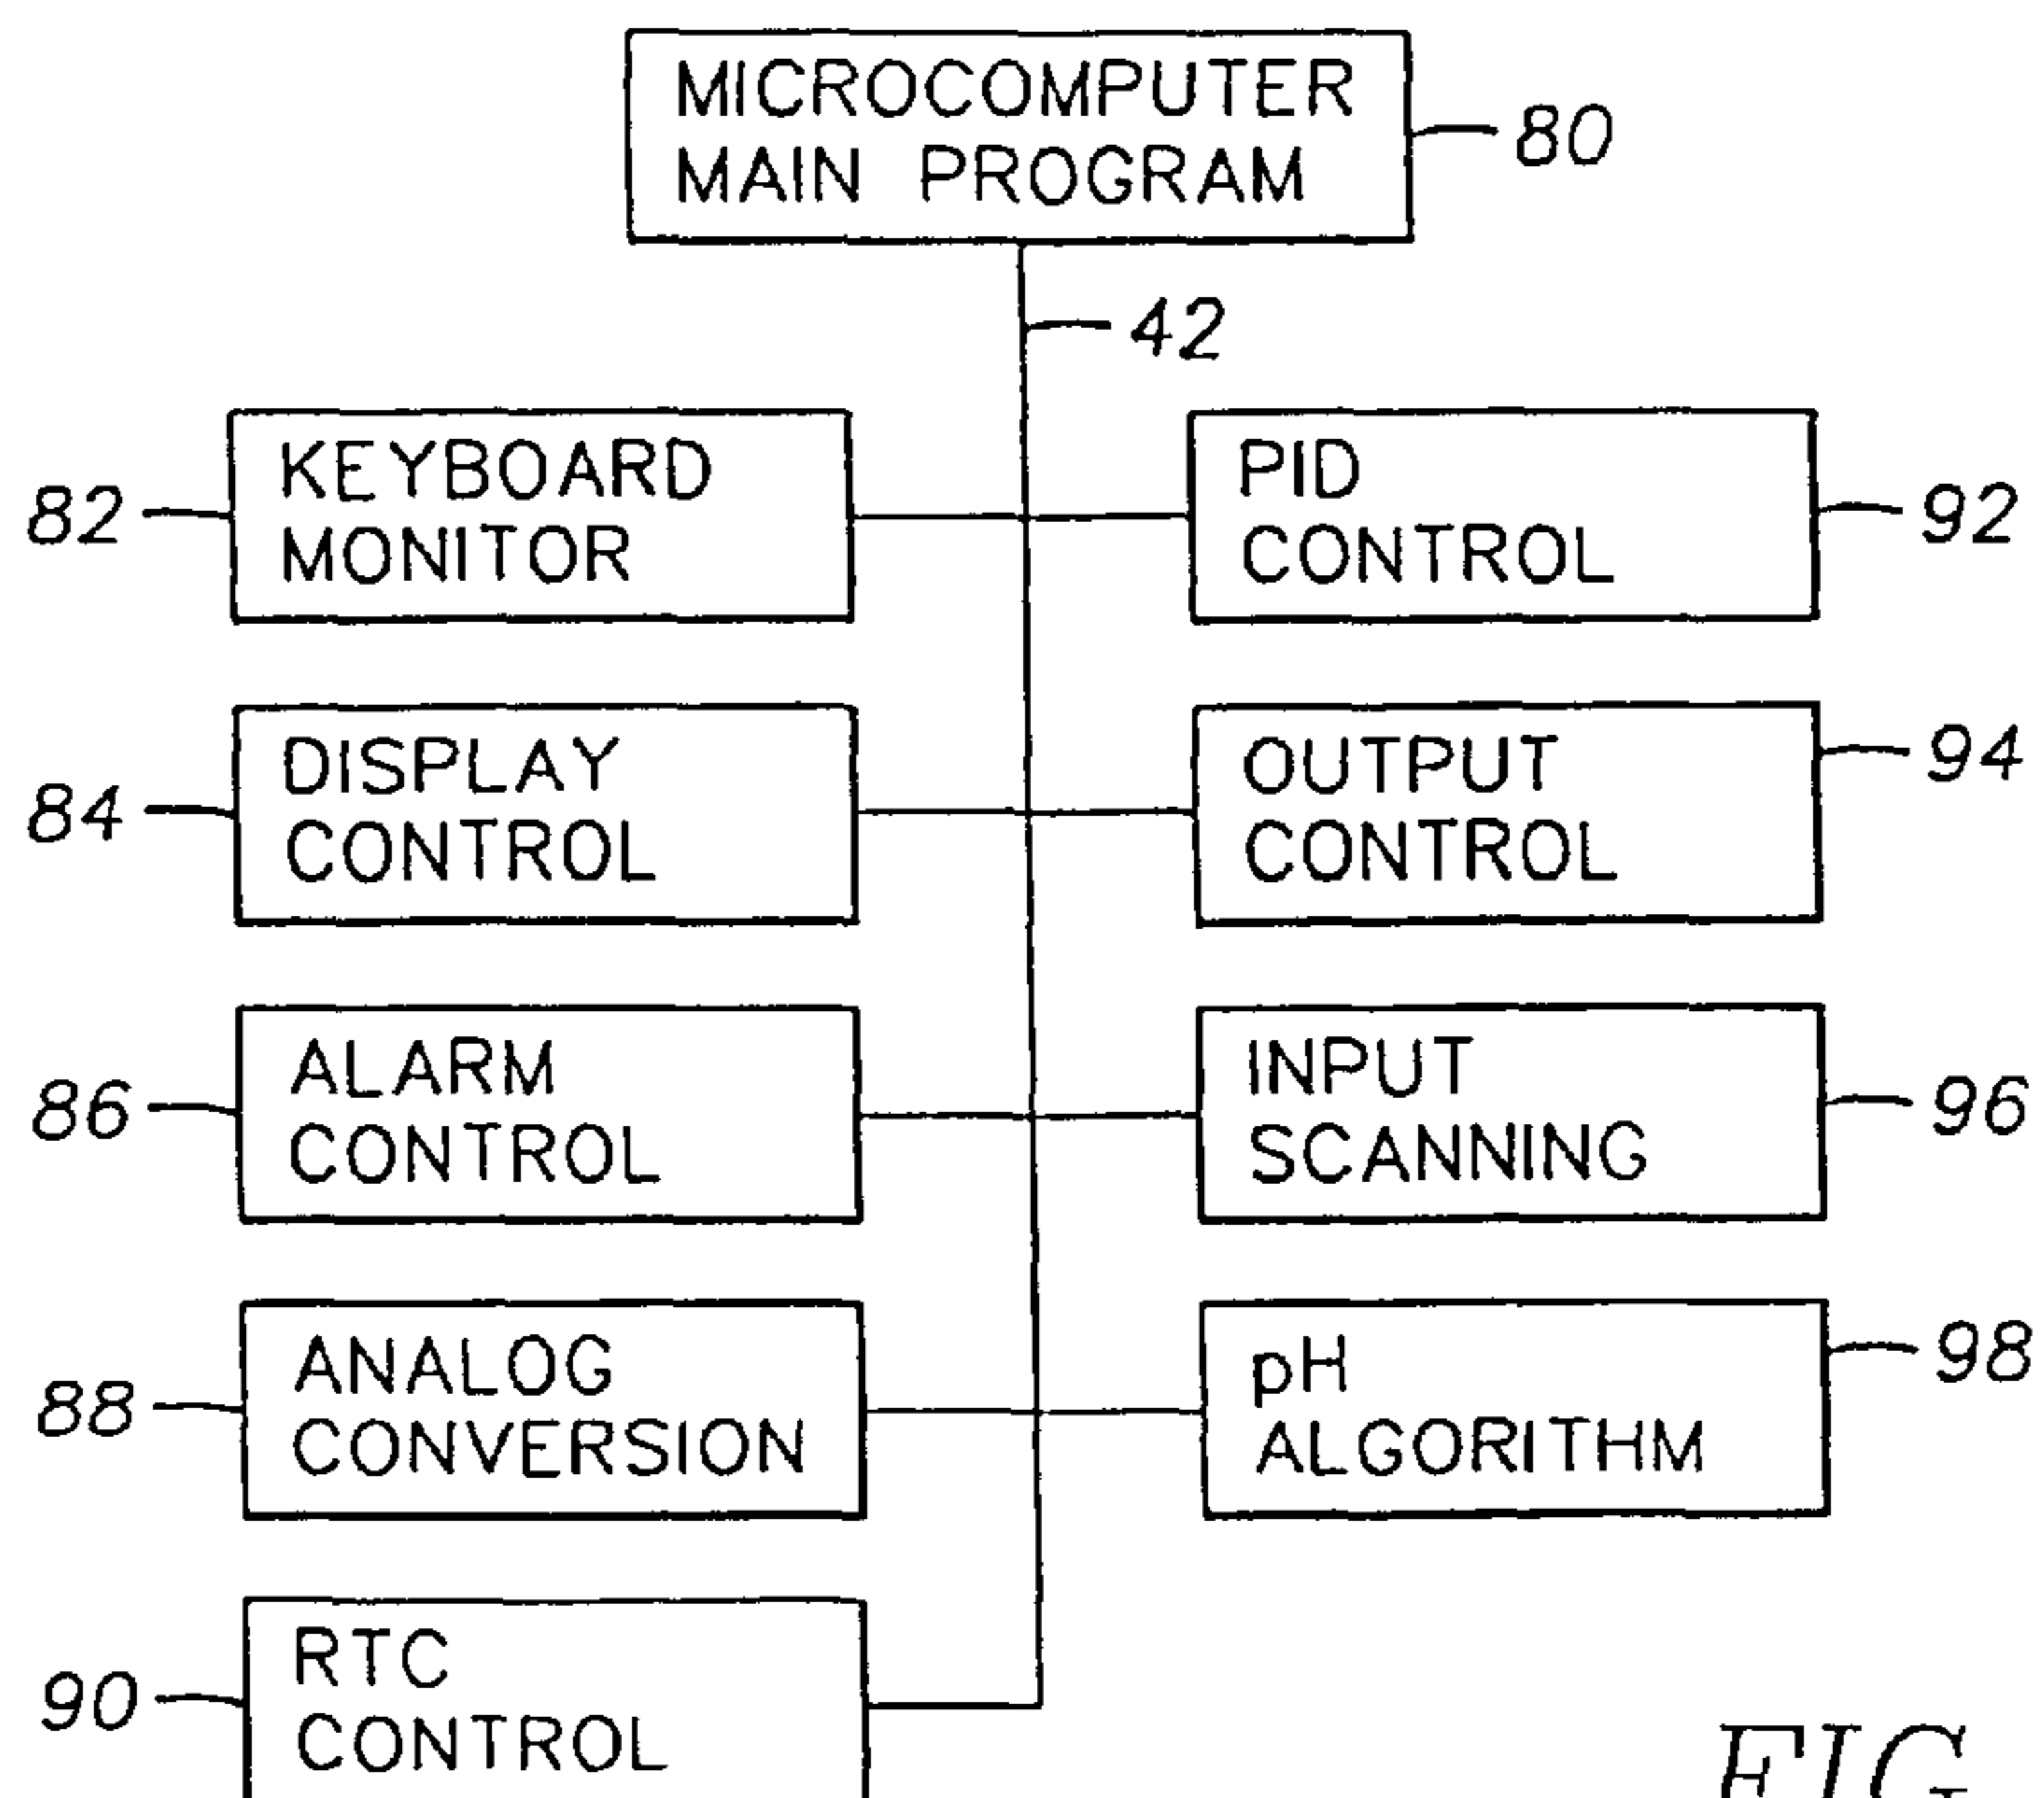 MICROCOMPUTER
MAIN PROGRAM
80
42
KEYBOARD
MONITOR
82
PID
CONTROL
92
DISPLAY
CONTROL
84
OUTPUT
CONTROL
94
ALARM
CONTROL
86
INPUT
SCANNING
96
ANALOG
CONVERSION
88
pH
ALGORITHM
98
RTC
CONTROL
90
FIG